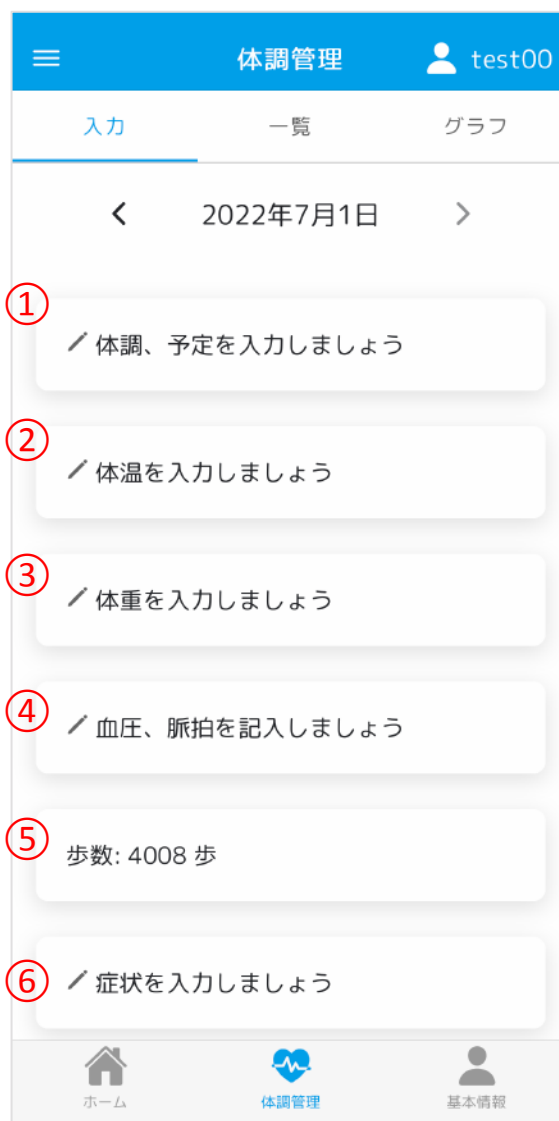 体調管理 test00
入力 一覧 グラフ
2022年7月1日
①
体調、予定を入力しましょう
②
体温を入力しましょう
③
体重を入力しましょう
④
血圧、脈拍を記入しましょう
⑤
歩数: 4008 歩
⑥
症状を入力しましょう
ホーム 体調管理 基本情報